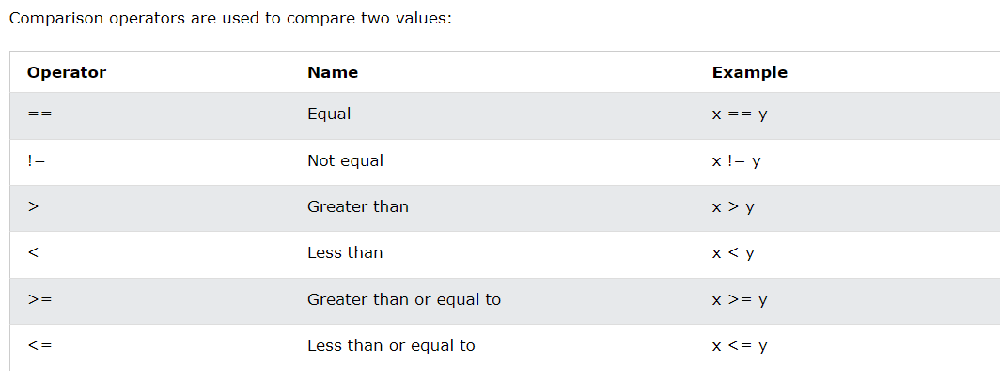 Comparison operators are used to compare two values:
Operator Name Example
== Equal x == y
!= Not equal x != y
> Greater than x > y
< Less than x < y
>= Greater than or equal to x >= y
<= Less than or equal to x <= y